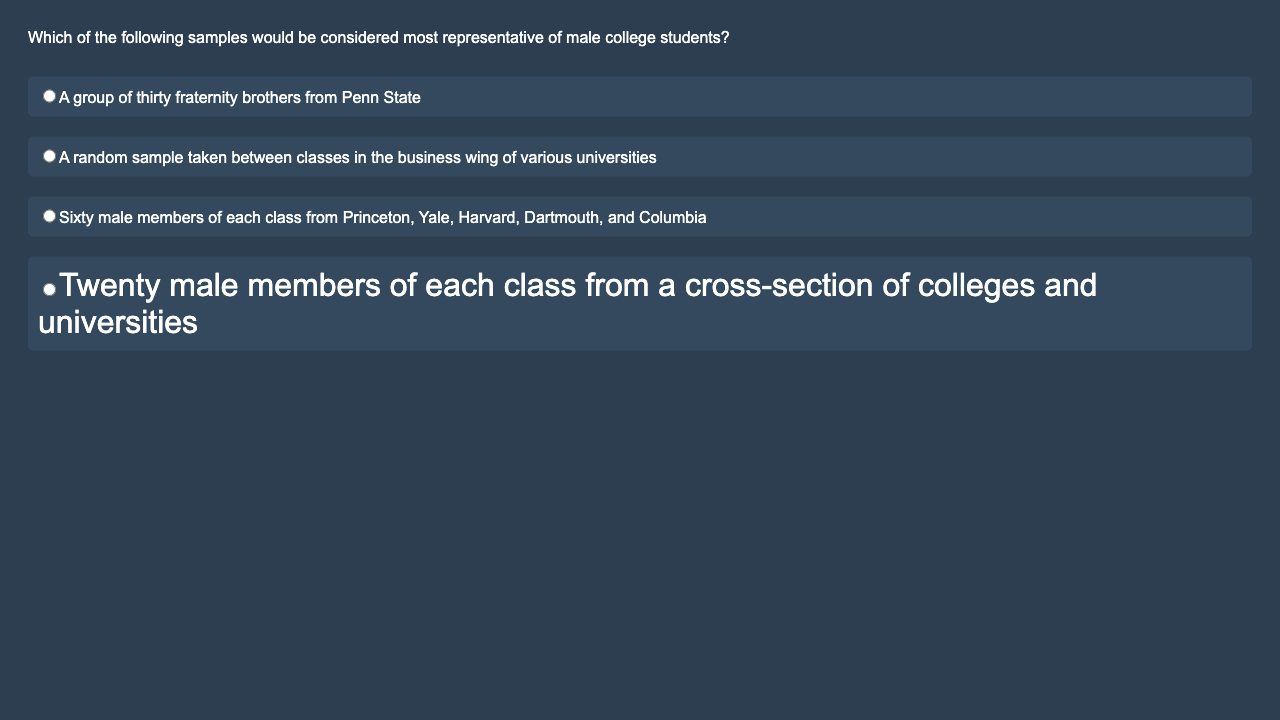 Which of the following samples would be considered most representative of male college students?
A group of thirty fraternity brothers from Penn State
A random sample taken between classes in the business wing of various universities
Sixty male members of each class from Princeton, Yale, Harvard, Dartmouth, and Columbia
Twenty male members of each class from a cross-section of colleges and
universities